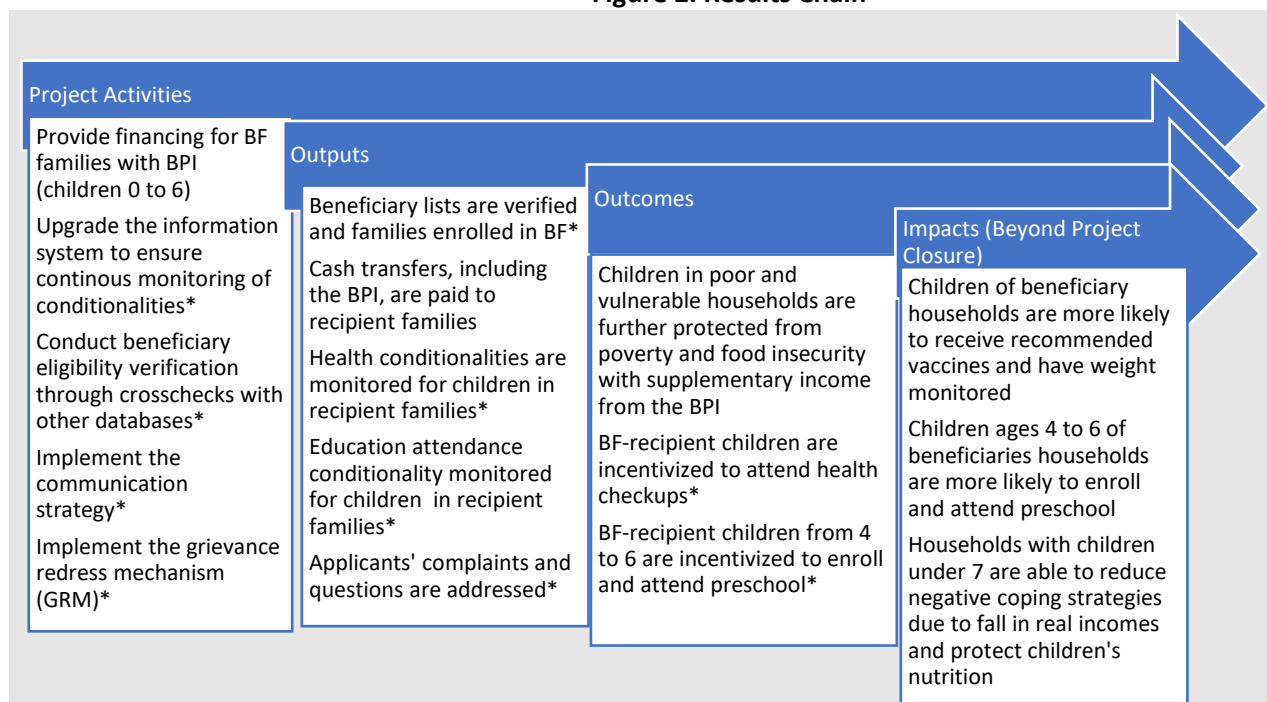 Project Activities
Provide financing for BF
families with BPI
(children 0 to 6)
Upgrade the information
system to ensure
continous monitoring of
conditionalities*
Conduct beneficiary
eligibility verification
through crosschecks with
other databases*
Implement the
communication
strategy*
Implement the grievance
redress mechanism
(GRM)*
Outputs
Beneficiary lists are verified
and families enrolled in BF*
Cash transfers, including
the BPI, are paid to
recipient families
Health conditionalities are
monitored for children in
recipient families*
Education attendance
conditionality monitored
for children in recipient
families*
Applicants' complaints and
questions are addressed*
Outcomes
Children in poor and
vulnerable households are
further protected from
poverty and food insecurity
with supplementary income
from the BPI
BF-recipient children are
incentivized to attend health
checkups*
BF-recipient children from 4
to 6 are incentivized to enroll
and attend preschool*
Impacts (Beyond Project
Closure)
Children of beneficiary
households are more likely
to receive recommended
vaccines and have weight
monitored
Children ages 4 to 6 of
beneficiaries households
are more likely to enroll
and attend preschool
Households with children
under 7 are able to reduce
negative coping strategies
due to fall in real incomes
and protect children's
nutrition